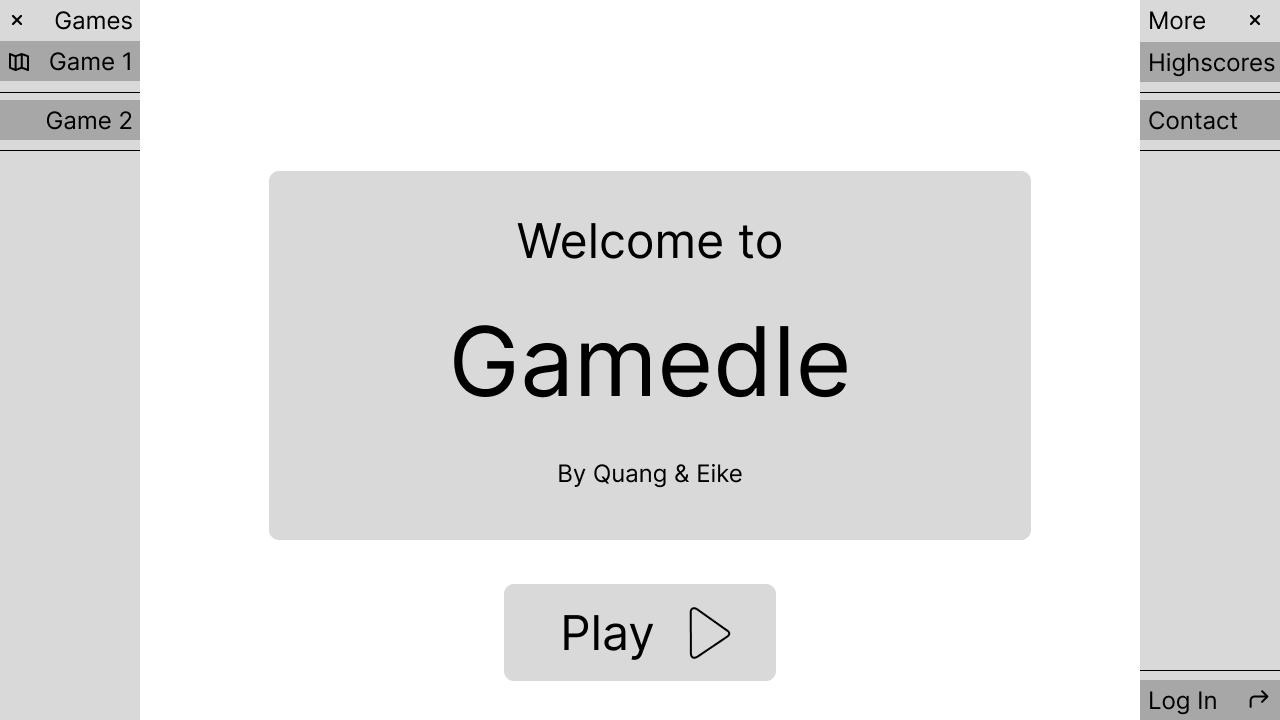 Games
Game 1
Game 2
Welcome to
Gamedle
By Quang & Eike
Play
More
Highscores
Contact
Log In